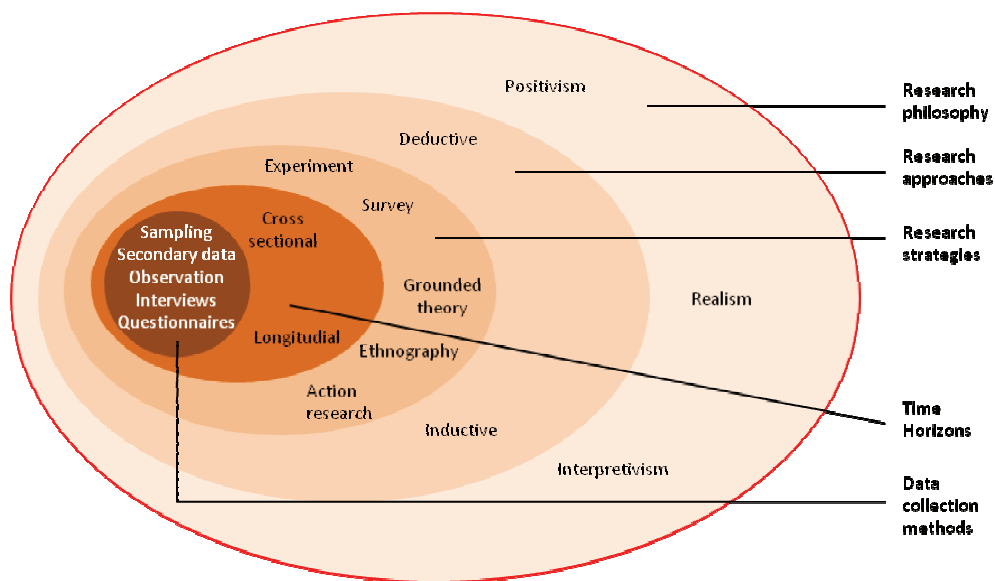 Positivism
Research
philosophy
Deductive
Research
approaches
Experiment
Survey
Cross
sectional
Research
strategies
Sampling
Secondary data
Observation
Interviews
Questionnaires
Grounded
theory
Realism
Longitudial
Ethnography
Action
research
Inductive
Interpretivism
Time
Horizons
Data
collection
methods